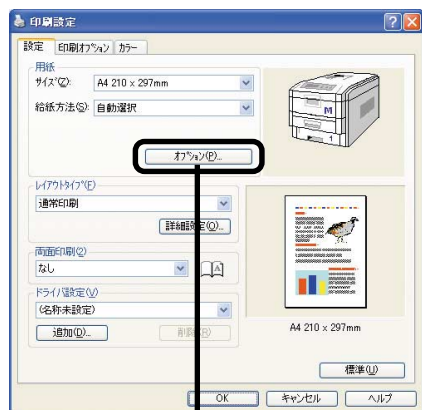 印刷設定
設定 印刷オプション カラー
用紙
サイズ(Z): A4 210 x 297mm
給紙方法(S): 自動選択
オプション(P)...
レイアウトタイプ(E)
通常印刷
詳細設定(O)...
両面印刷(2)
なし
ドライバ設定(V)
(名称未設定)
追加(D)...
A4 210 x 297mm
標準(U)
OK キャンセル ヘルプ
M
1